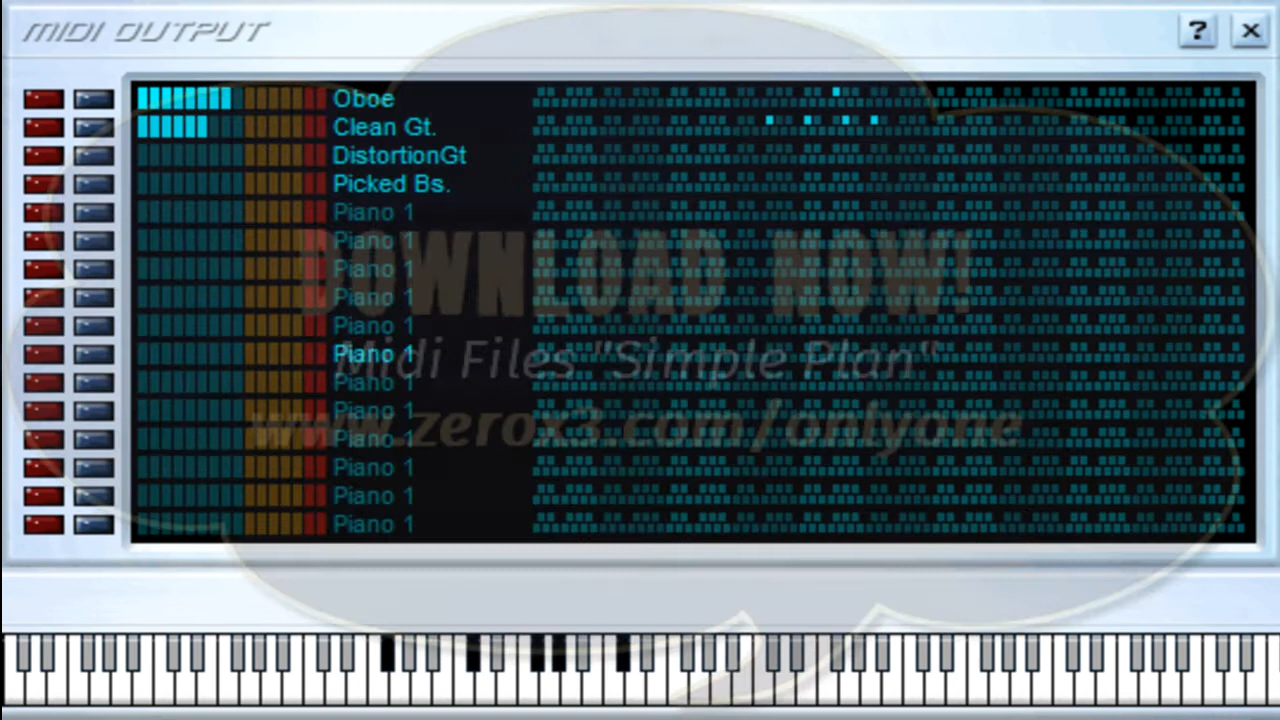 MIDI OUTPUT
?
×
Oboe
Clean Gt.
DistortionGt
Picked Bs.
Piano 1
Piano 1
Piano 1
Piano 1
Piano 1
Piano 1
Piano 1
Piano 1
Piano 1
Piano 1
Piano 1
Piano 1
DOWNLOAD NOW!
Midi Files "Simple Plan"
www.zerox3.com/onlyone